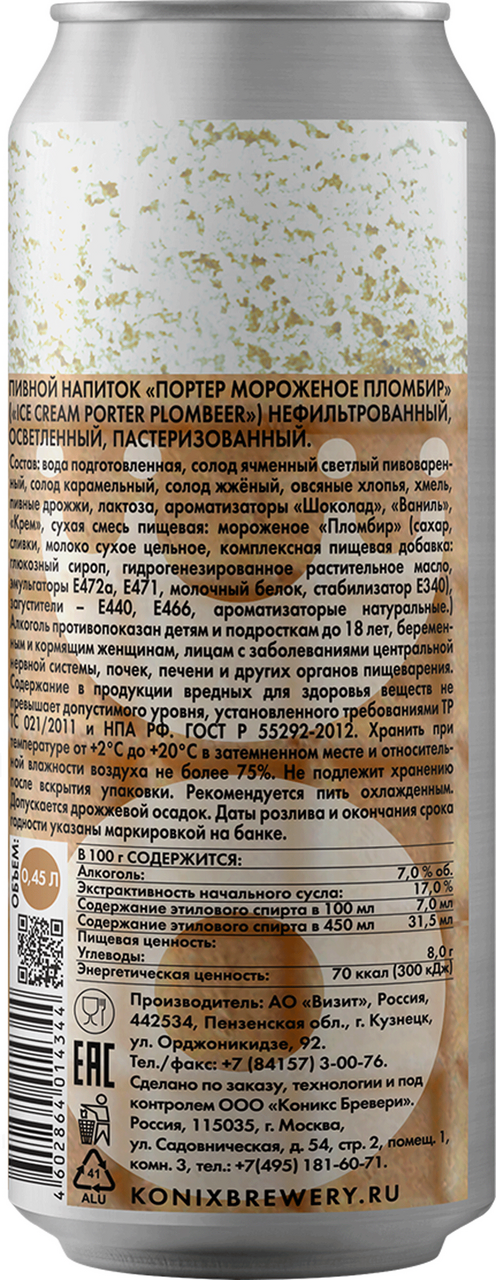 ПИВНОЙ НАПИТОК «ПОРТЕР МОРОЖЕНОЕ ПЛОМБИР»
(«ICE CREAM PORTER PLOMBEER») НЕФИЛЬТРОВАННЫЙ,
ОСВЕТЛЕННЫЙ, ПАСТЕРИЗОВАННЫЙ.
Состав: вода подготовленная, солод ячменный светлый пивоварен-
ный, солод карамельный, солод жжёный, овсяные хлопья, хмель,
пивные дрожжи, лактоза, ароматизаторы «Шоколад», «Ваниль»,
«Крем», сухая смесь пищевая: мороженое «Пломбир» (сахар,
сливки, молоко сухое цельное, комплексная пищевая добавка:
глюкозный сироп, гидрогенезированное растительное масло,
эмульгаторы Е472а, Е471, молочный белок, стабилизатор Е340),
загустители – Е440, Е466, ароматизаторые натуральные.)
Алкоголь противопоказан детям и подросткам до 18 лет, беремен-
ным и кормящим женщинам, лицам с заболеваниями центральной
нервной системы, почек, печени и других органов пищеварения.
Содержание в продукции вредных для здоровья веществ не
превышает допустимого уровня, установленного требованиями ТР
ТС 021/2011 и НПА РФ. ГОСТ Р 55292-2012. Хранить при
температуре от +2°С до +20°С в затемненном месте и относитель-
ной влажности воздуха не более 75%. Не подлежит хранению
после вскрытия упаковки. Рекомендуется пить охлажденным.
Допускается дрожжевой осадок. Даты розлива и окончания срока
годности указаны маркировкой на банке.
ОБЪЕМ:
0,45 Л
В 100 г СОДЕРЖИТСЯ:
Алкоголь: 7,0 % об.
Экстрактивность начального сусла: 17,0 %
Содержание этилового спирта в 100 мл 7,0 мл
Содержание этилового спирта в 450 мл 31,5 мл
Пищевая ценность:
Углеводы: 8,0 г
Энергетическая ценность: 70 ккал (300 кДж)
Производитель: АО «Визит», Россия,
442534, Пензенская обл., г. Кузнецк,
ул. Орджоникидзе, 92.
Тел./факс: +7 (84157) 3-00-76.
Сделано по заказу, технологии и под
контролем ООО «Коникс Бревери».
Россия, 115035, г. Москва,
ул. Садовническая, д. 54, стр. 2, помещ. 1,
комн. 3, тел.: +7(495) 181-60-71.
KONIXBREWERY.RU
EAC
41
ALU
4 602864 014344